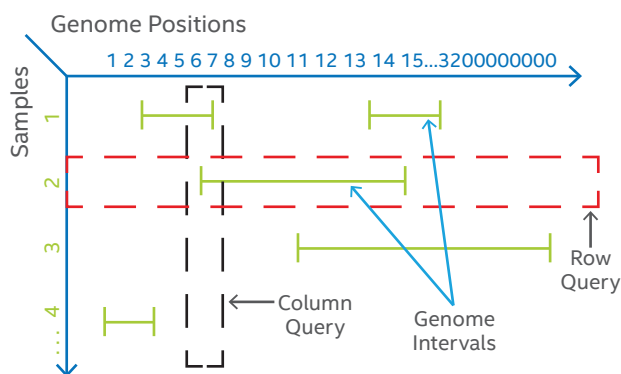 Genome Positions
1 2 3 4 5 6 7 8 9 10 11 12 13 14 15...3200000000
Samples
1
2
3
4
....
Row
Query
Column
Query
Genome
Intervals